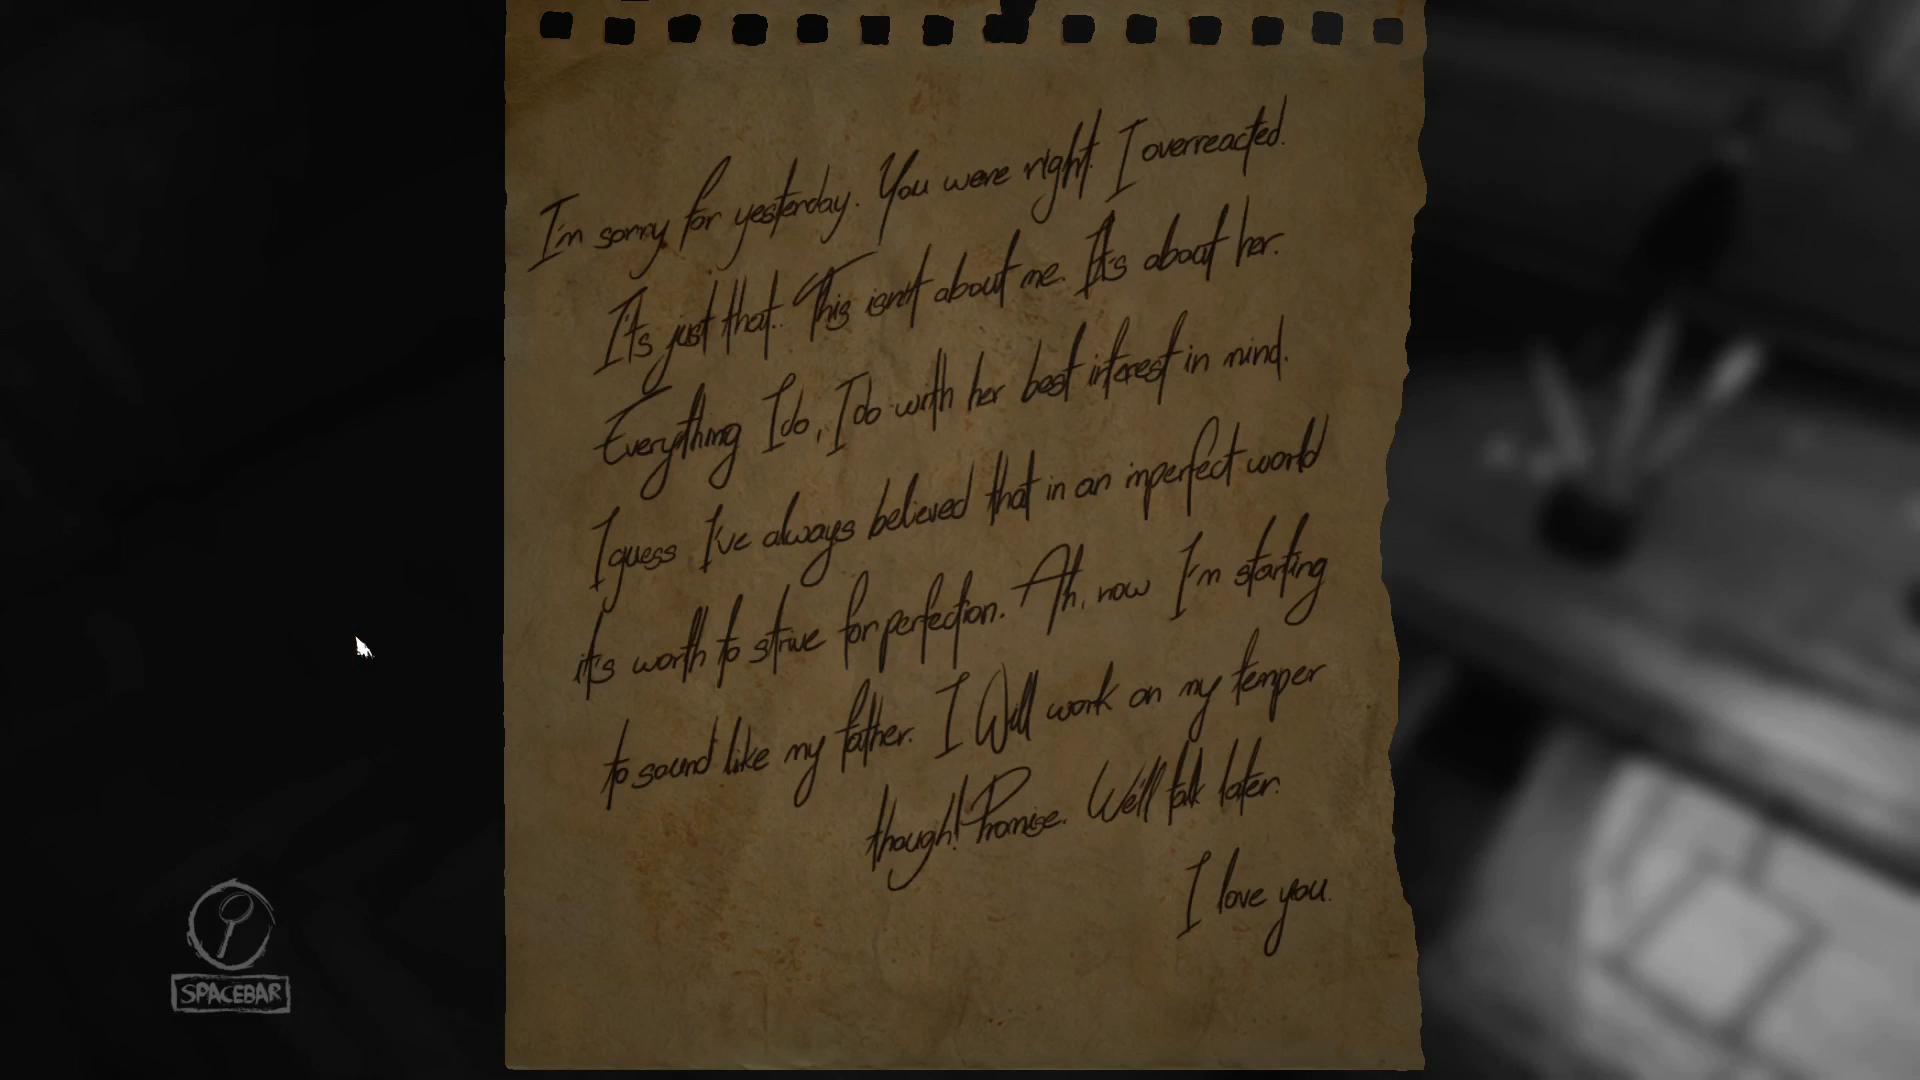 I'm sorry for yesterday. You were right. I overreacted.
It's just that.. This isn't about me. It's about her.
Everything I do, I do with her best interest in mind.
I guess I've always believed that in an imperfect world
it's worth to strive for perfection. Ah, now I'm starting
to sound like my father. I Will work on my temper
though! Promise. We'll talk later.
I love you.
SPACEBAR